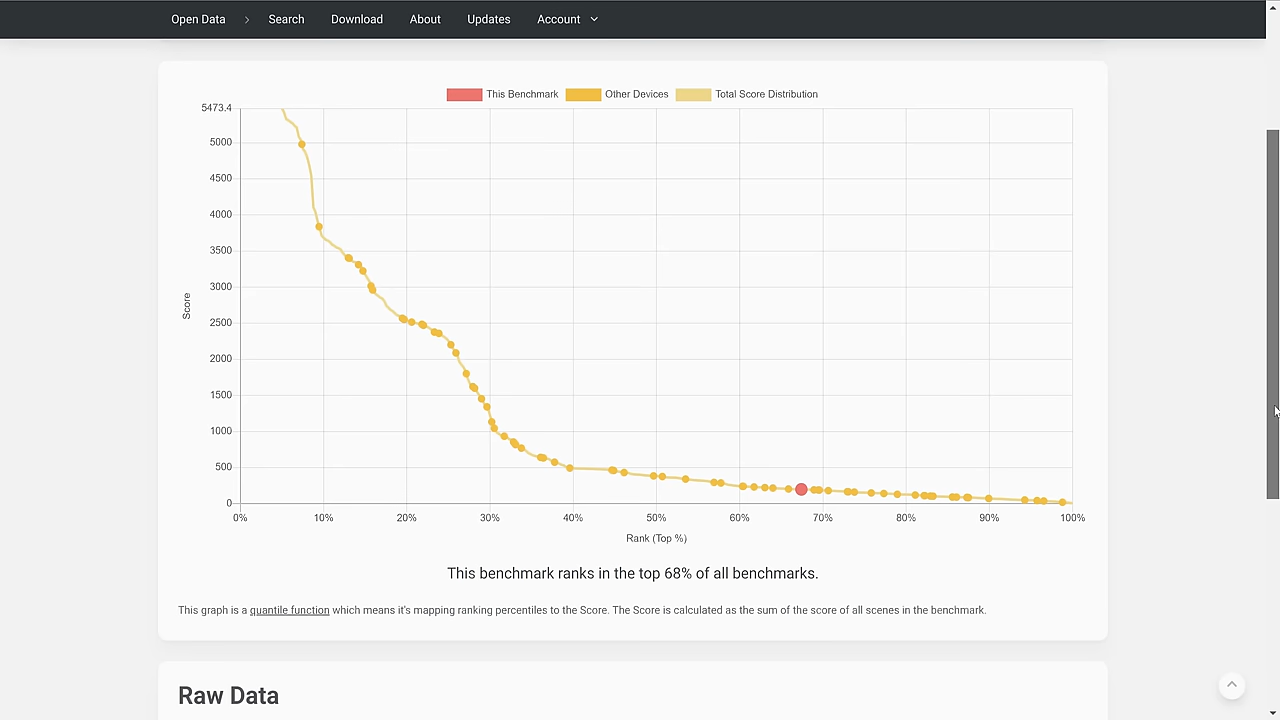 Open Data > Search Download About Updates Account
This Benchmark Other Devices Total Score Distribution
5473.4
5000
4500
4000
3500
3000
2500
2000
1500
1000
500
0
Score
0% 10% 20% 30% 40% 50% 60% 70% 80% 90% 100%
Rank (Top %)
This benchmark ranks in the top 68% of all benchmarks.
This graph is a quantile function which means it's mapping ranking percentiles to the Score. The Score is calculated as the sum of the score of all scenes in the benchmark.
Raw Data